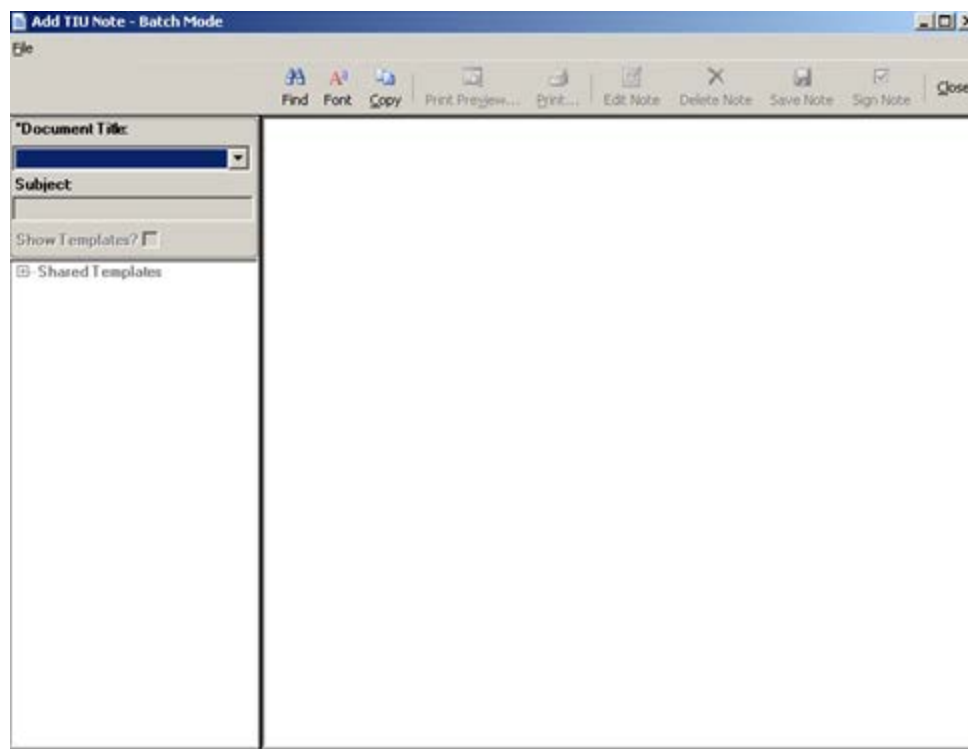 Add TIU Note - Batch Mode
File
Find Font Copy Print Preview... Print... Edit Note Delete Note Save Note Sign Note Close
*Document Title:
Subject
Show Templates?
Shared Templates